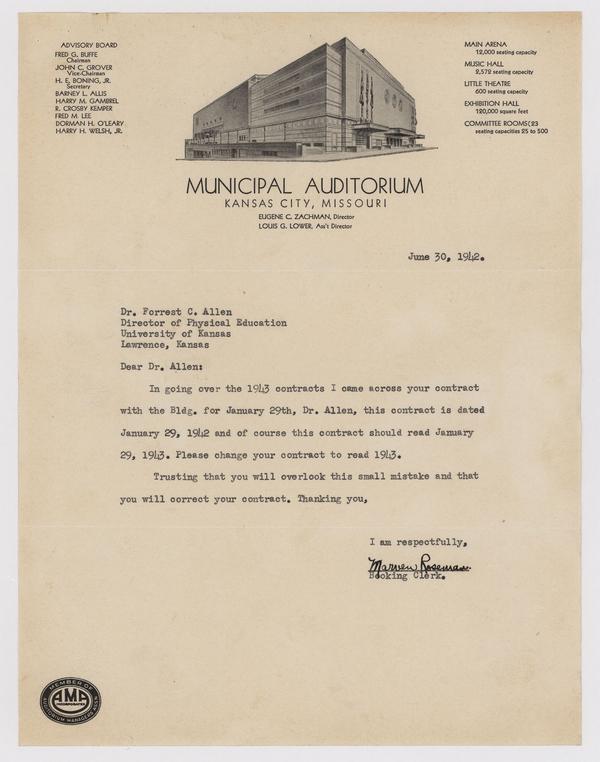 ADVISORY BOARD
FRED G. BUFFE
Chairman
JOHN C. GROVER
Vice-Chairman
H. E. BONING, JR.
Secretary
BARNEY L. ALLIS
HARRY M. GAMBREL
R. CROSBY KEMPER
FRED M. LEE
DORMAN H. O'LEARY
HARRY H. WELSH, JR.
MAIN ARENA
12,000 seating capacity
MUSIC HALL
2,572 seating capacity
LITTLE THEATRE
600 seating capacity
EXHIBITION HALL
120,000 square feet
COMMITTEE ROOMS(23
seating capacities 25 to 500
MUNICIPAL AUDITORIUM
KANSAS CITY, MISSOURI
EUGENE C. ZACHMAN, Director
LOUIS G. LOWER, Ass't Director
June 30, 1942.
Dr. Forrest C. Allen
Director of Physical Education
University of Kansas
Lawrence, Kansas
Dear Dr. Allen:
In going over the 1943 contracts I came across your contract
with the Bldg. for January 29th, Dr. Allen, this contract is dated
January 29, 1942 and of course this contract should read January
29, 1943. Please change your contract to read 1943.
Trusting that you will overlook this small mistake and that
you will correct your contract. Thanking you,
I am respectfully,
Marven Roseman
Booking Clerk.
MEMBER OF
AMA
INCORPORATED
AUDITORIUM MANAGERS ASSN.